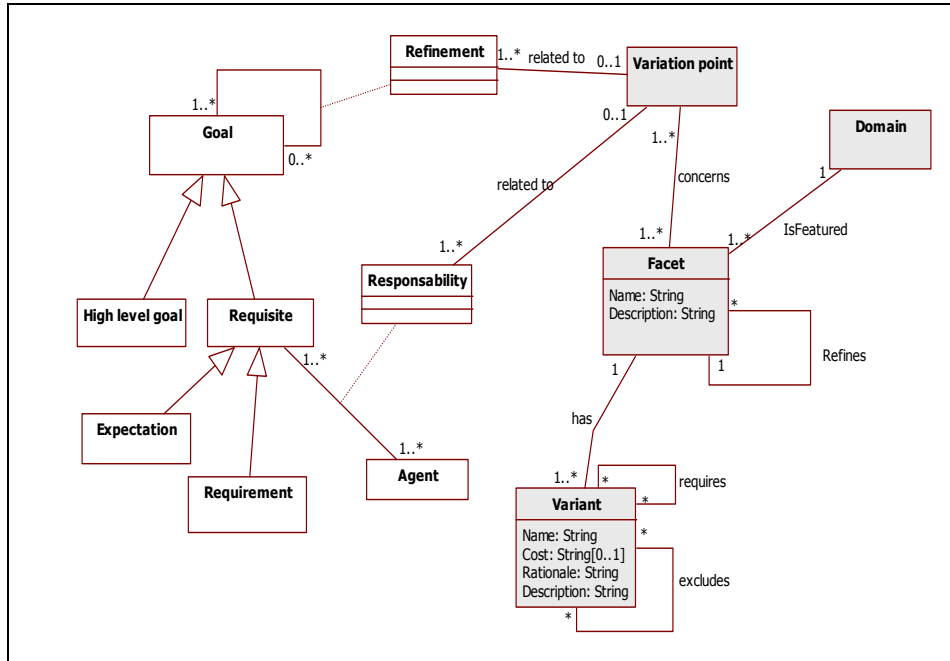 Refinement
1..*
related to
0..1
Variation point
1..*
Goal
0..*
0..1
1..*
Domain
related to
concerns
1
IsFeatured
1..*
1..*
1..*
Responsability
Facet
Name: String
Description: String
*
High level goal
Requisite
1..*
Refines
1
1
has
Expectation
1..*
Agent
Requirement
1..*
*
requires
*
Variant
*
Name: String
Cost: String[0..1]
Rationale: String
Description: String
excludes
*